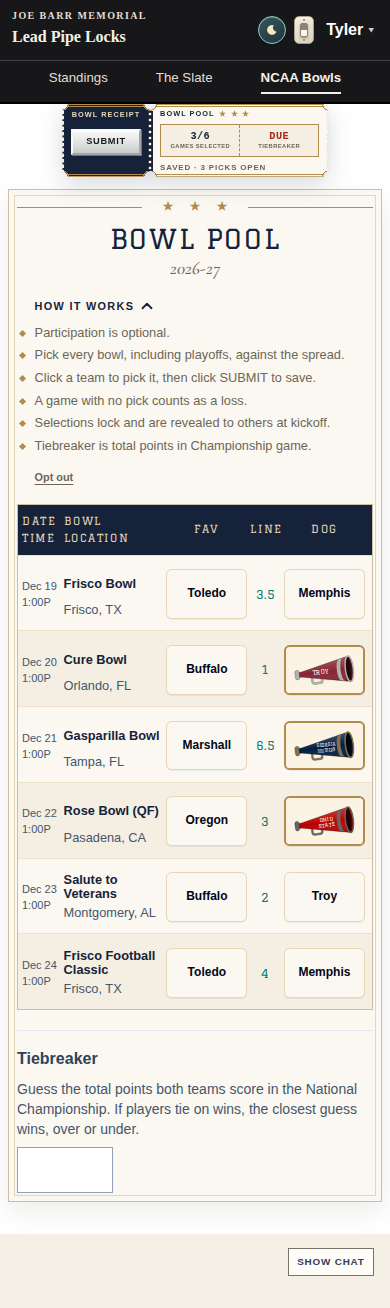 JOE BARR MEMORIAL
Lead Pipe Locks
Tyler
Standings
The Slate
NCAA Bowls
BOWL RECEIPT
SUBMIT
BOWL POOL ★ ★ ★
3/6
GAMES SELECTED
DUE
TIEBREAKER
SAVED · 3 PICKS OPEN
★ ★ ★
BOWL POOL
2026-27
HOW IT WORKS
Participation is optional.
Pick every bowl, including playoffs, against the spread.
Click a team to pick it, then click SUBMIT to save.
A game with no pick counts as a loss.
Selections lock and are revealed to others at kickoff.
Tiebreaker is total points in Championship game.
Opt out
DATE TIME
BOWL LOCATION
FAV
LINE
DOG
Dec 19 1:00P
Frisco Bowl
Frisco, TX
Toledo
3.5
Memphis
Dec 20 1:00P
Cure Bowl
Orlando, FL
Buffalo
1
TROY
Dec 21 1:00P
Gasparilla Bowl
Tampa, FL
Marshall
6.5
Dec 22 1:00P
Rose Bowl (QF)
Pasadena, CA
Oregon
3
OHIO STATE
Dec 23 1:00P
Salute to Veterans
Montgomery, AL
Buffalo
2
Troy
Dec 24 1:00P
Frisco Football Classic
Frisco, TX
Toledo
4
Memphis
Tiebreaker
Guess the total points both teams score in the National
Championship. If players tie on wins, the closest guess
wins, over or under.
SHOW CHAT